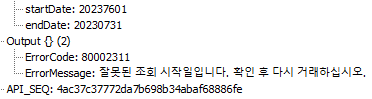 startDate: 20237601
endDate: 20230731
Output {} (2)
ErrorCode: 80002311
ErrorMessage: 잘못된 조회 시작일입니다. 확인 후 다시 거래하십시오.
API_SEQ: 4ac37c37772da7b698b34abaf68886fe